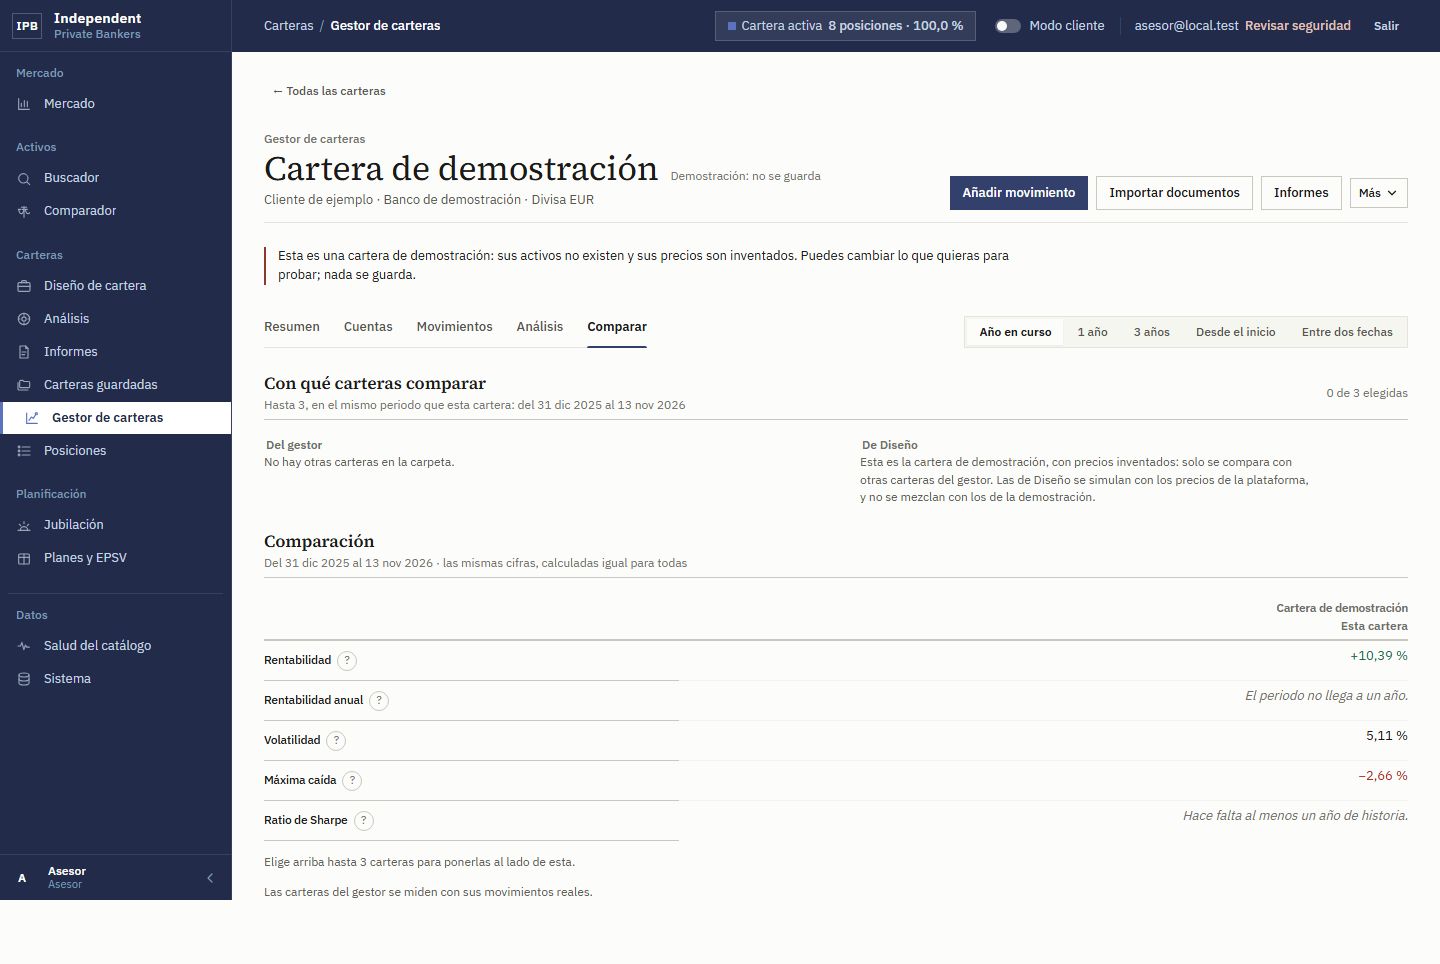 IPB
Independent
Private Bankers
Carteras / Gestor de carteras
Cartera activa 8 posiciones · 100,0 %
Modo cliente
asesor@local.test Revisar seguridad
Salir
Mercado
Mercado
Activos
Buscador
Comparador
Carteras
Diseño de cartera
Análisis
Informes
Carteras guardadas
Gestor de carteras
Posiciones
Planificación
Jubilación
Planes y EPSV
Datos
Salud del catálogo
Sistema
A
Asesor
Asesor
← Todas las carteras
Gestor de carteras
Cartera de demostración Demostración: no se guarda
Cliente de ejemplo · Banco de demostración · Divisa EUR
Añadir movimiento
Importar documentos
Informes
Más
Esta es una cartera de demostración: sus activos no existen y sus precios son inventados. Puedes cambiar lo que quieras para
probar; nada se guarda.
Resumen Cuentas Movimientos Análisis Comparar
Año en curso 1 año 3 años Desde el inicio Entre dos fechas
Con qué carteras comparar
Hasta 3, en el mismo periodo que esta cartera: del 31 dic 2025 al 13 nov 2026
0 de 3 elegidas
Del gestor
No hay otras carteras en la carpeta.
De Diseño
Esta es la cartera de demostración, con precios inventados: solo se compara con
otras carteras del gestor. Las de Diseño se simulan con los precios de la plataforma,
y no se mezclan con los de la demostración.
Comparación
Del 31 dic 2025 al 13 nov 2026 · las mismas cifras, calculadas igual para todas
Cartera de demostración
Esta cartera
Rentabilidad ? +10,39 %
Rentabilidad anual ? El periodo no llega a un año.
Volatilidad ? 5,11 %
Máxima caída ? −2,66 %
Ratio de Sharpe ? Hace falta al menos un año de historia.
Elige arriba hasta 3 carteras para ponerlas al lado de esta.
Las carteras del gestor se miden con sus movimientos reales.